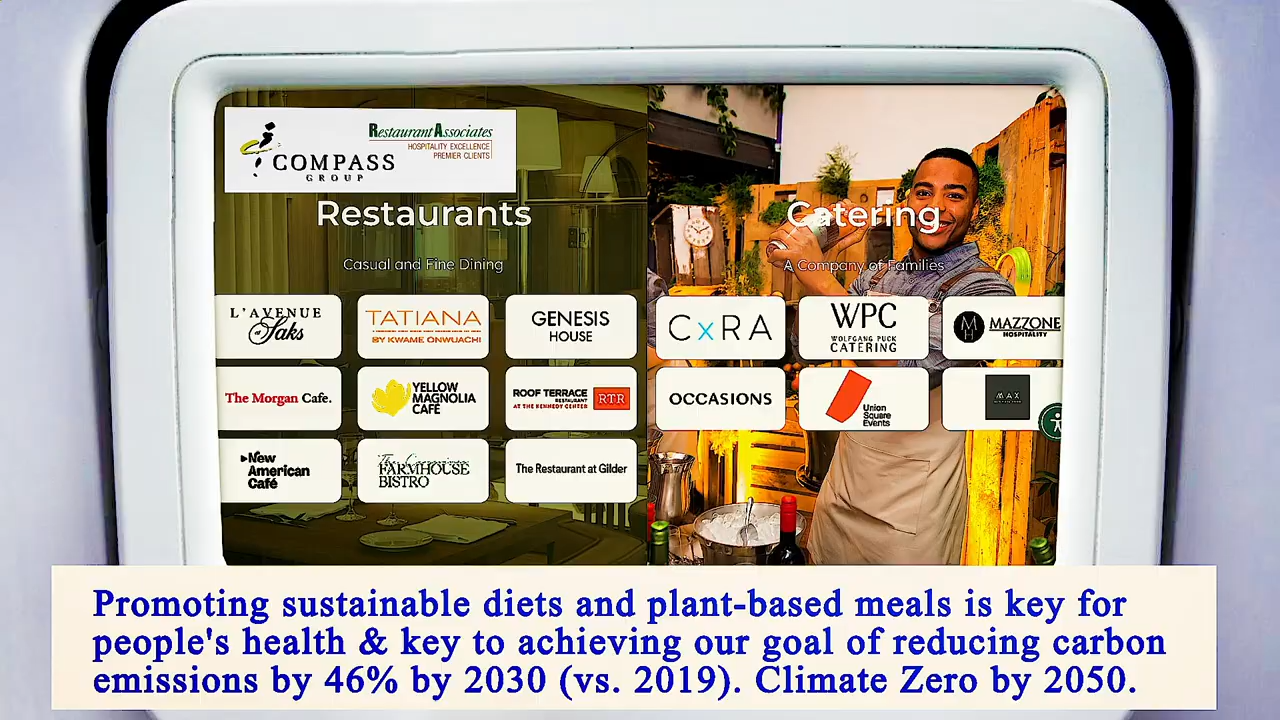 COMPASS
GROUP
Restaurant Associates
HOSPITALITY EXCELLENCE
PREMIER CLIENTS
Restaurants
Casual and Fine Dining
L'AVENUE
Saks
TATIANA
BY KWAME ONWUACHI
GENESIS
HOUSE
The Morgan Cafe.
YELLOW
MAGNOLIA
CAFÉ
ROOF TERRACE
RESTAURANT
AT THE KENNEDY CENTER
RTR
New
American
Café
FARMHOUSE
BISTRO
The Restaurant at Gilder
Catering
A Company of Families
CxRA
WPC
WOLFGANG PUCK
CATERING
MH
MAZZONE
HOSPITALITY
OCCASIONS
Union
Square
Events
MAX
Promoting sustainable diets and plant-based meals is key for
people's health & key to achieving our goal of reducing carbon
emissions by 46% by 2030 (vs. 2019). Climate Zero by 2050.